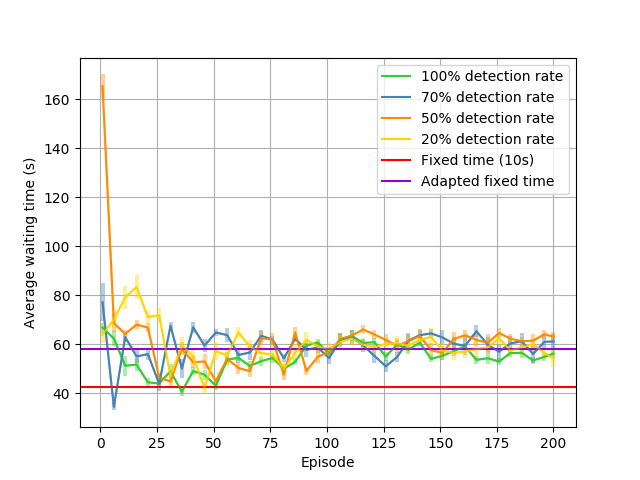 100% detection rate
70% detection rate
50% detection rate
20% detection rate
Fixed time (10s)
Adapted fixed time
Average waiting time (s)
160
140
120
100
80
60
40
0 25 50 75 100 125 150 175 200
Episode